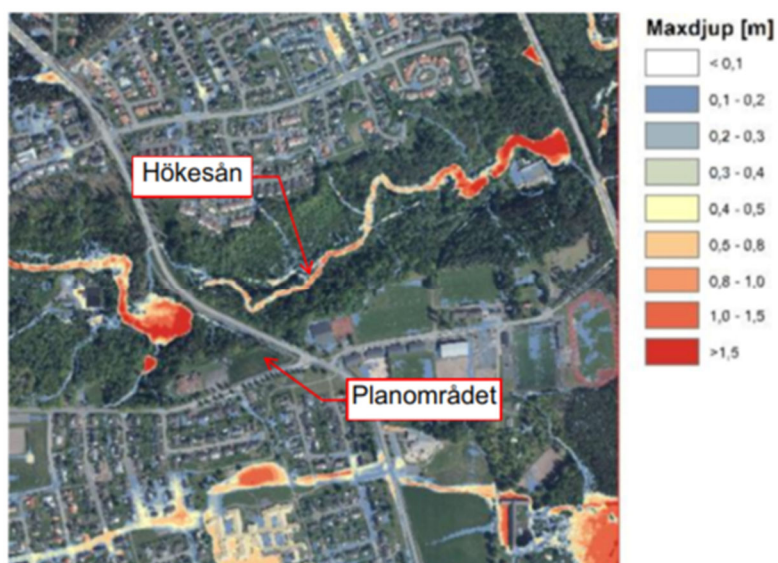 Maxdjup [m]
< 0,1
0,1 - 0,2
0,2 - 0,3
0,3 - 0,4
0,4 - 0,5
0,5 - 0,8
0,8 - 1,0
1,0 - 1,5
>1,5
Hökesån
Planområdet